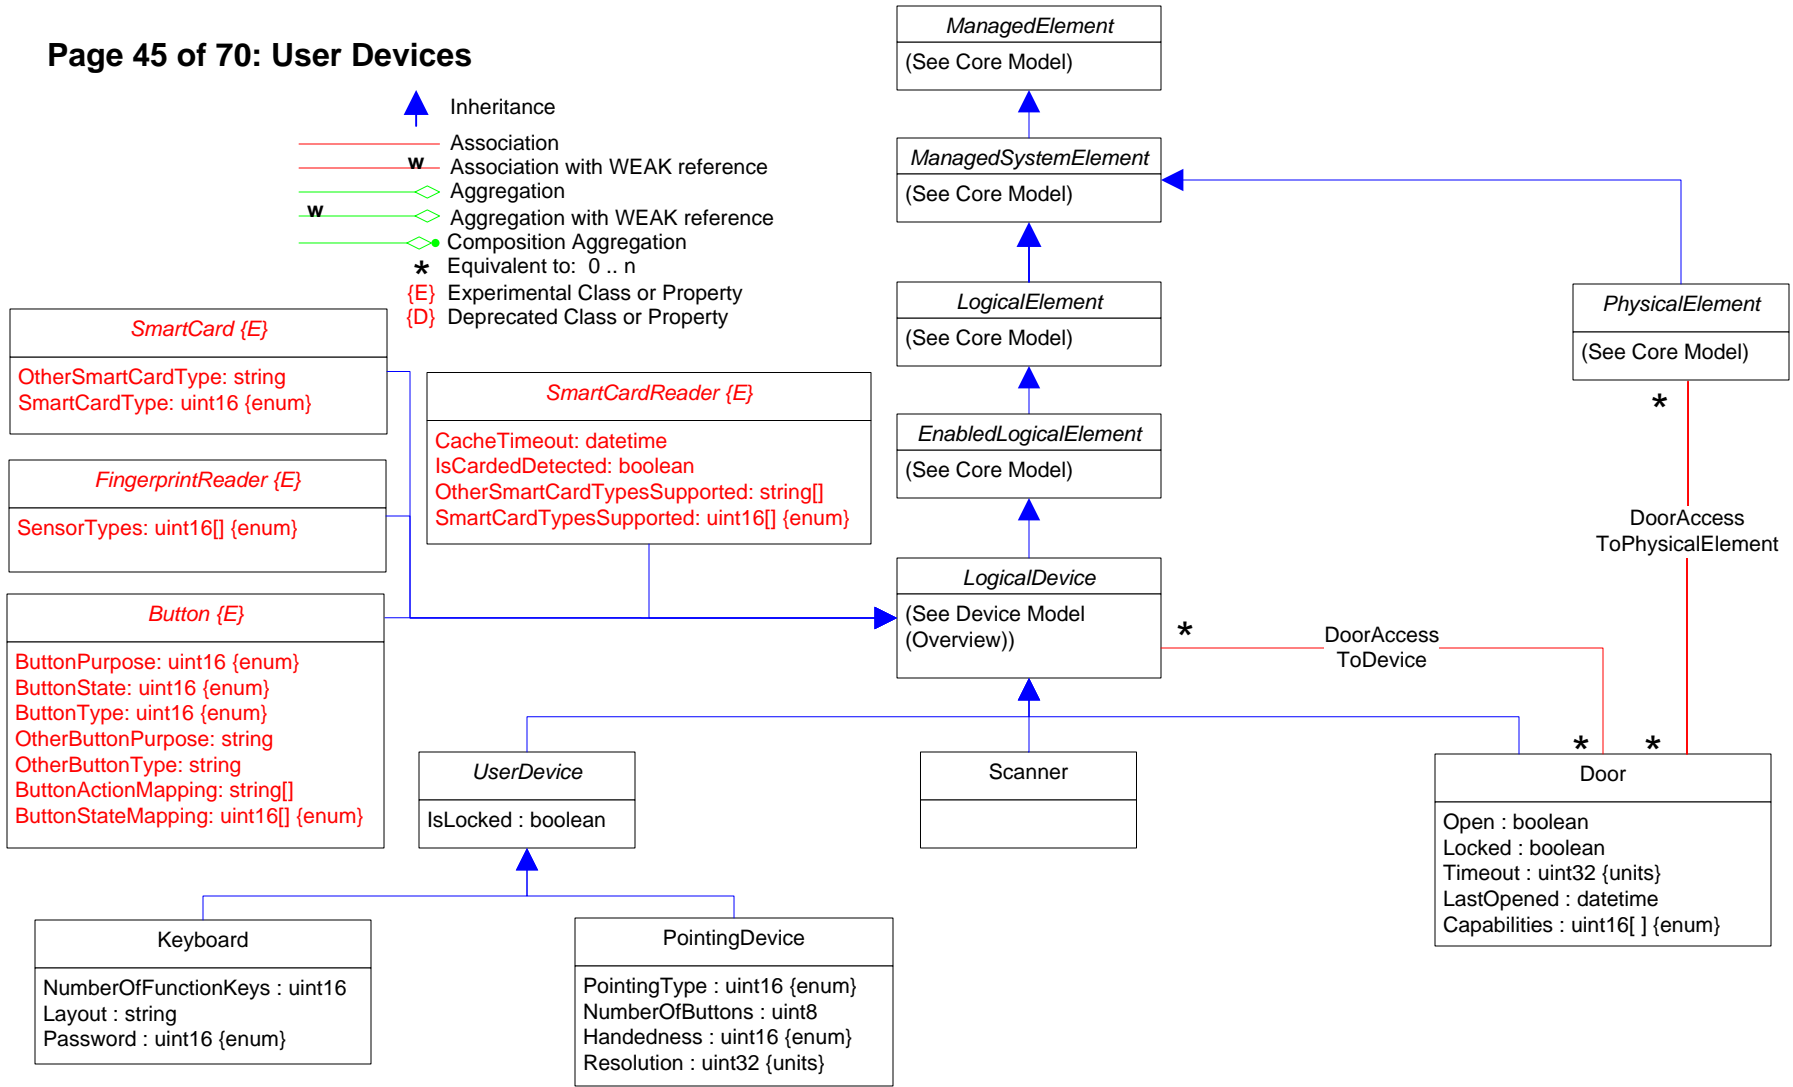 Page 45 of 70: User Devices
Inheritance
Association
w
Association with WEAK reference
Aggregation
w
Aggregation with WEAK reference
Composition Aggregation
* Equivalent to: 0 .. n
{E} Experimental Class or Property
{D} Deprecated Class or Property
ManagedElement
(See Core Model)
ManagedSystemElement
(See Core Model)
LogicalElement
(See Core Model)
PhysicalElement
(See Core Model)
*
EnabledLogicalElement
(See Core Model)
SmartCard {E}
OtherSmartCardType: string
SmartCardType: uint16 {enum}
SmartCardReader {E}
CacheTimeout: datetime
IsCardedDetected: boolean
OtherSmartCardTypesSupported: string[]
SmartCardTypesSupported: uint16[] {enum}
FingerprintReader {E}
SensorTypes: uint16[] {enum}
DoorAccess
ToPhysicalElement
LogicalDevice
(See Device Model
(Overview))
*
DoorAccess
ToDevice
* *
Button {E}
ButtonPurpose: uint16 {enum}
ButtonState: uint16 {enum}
ButtonType: uint16 {enum}
OtherButtonPurpose: string
OtherButtonType: string
ButtonActionMapping: string[]
ButtonStateMapping: uint16[] {enum}
UserDevice
IsLocked : boolean
Scanner
Door
Open : boolean
Locked : boolean
Timeout : uint32 {units}
LastOpened : datetime
Capabilities : uint16[ ] {enum}
Keyboard
NumberOfFunctionKeys : uint16
Layout : string
Password : uint16 {enum}
PointingDevice
PointingType : uint16 {enum}
NumberOfButtons : uint8
Handedness : uint16 {enum}
Resolution : uint32 {units}